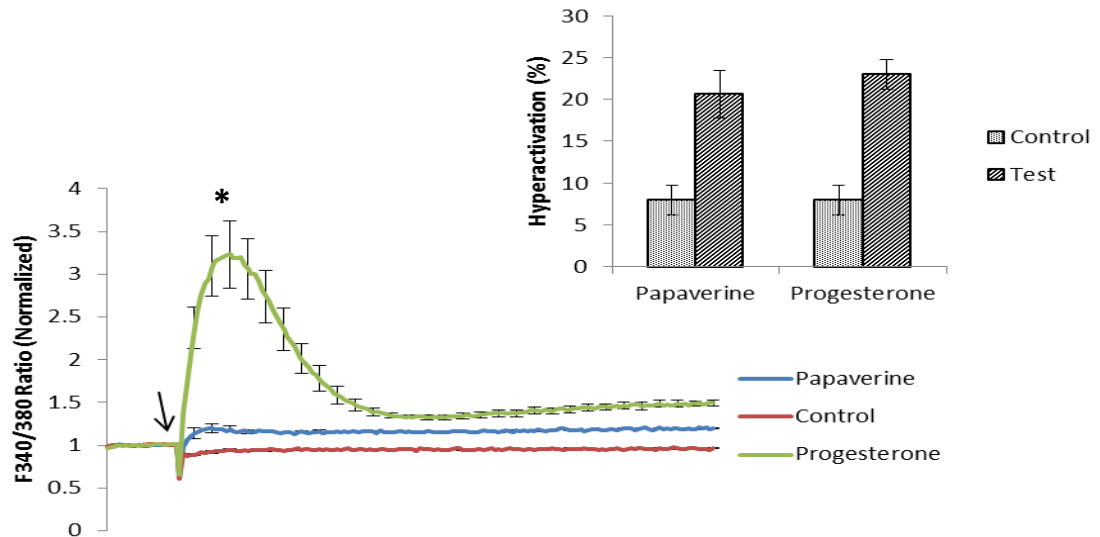 30
25
20
15
10
5
0
Hyperactivation (%)
Papaverine Progesterone
Control
Test
4
3.5
3
2.5
2
1.5
1
0.5
0
F340/380 Ratio (Normalized)
*
Papaverine
Control
Progesterone